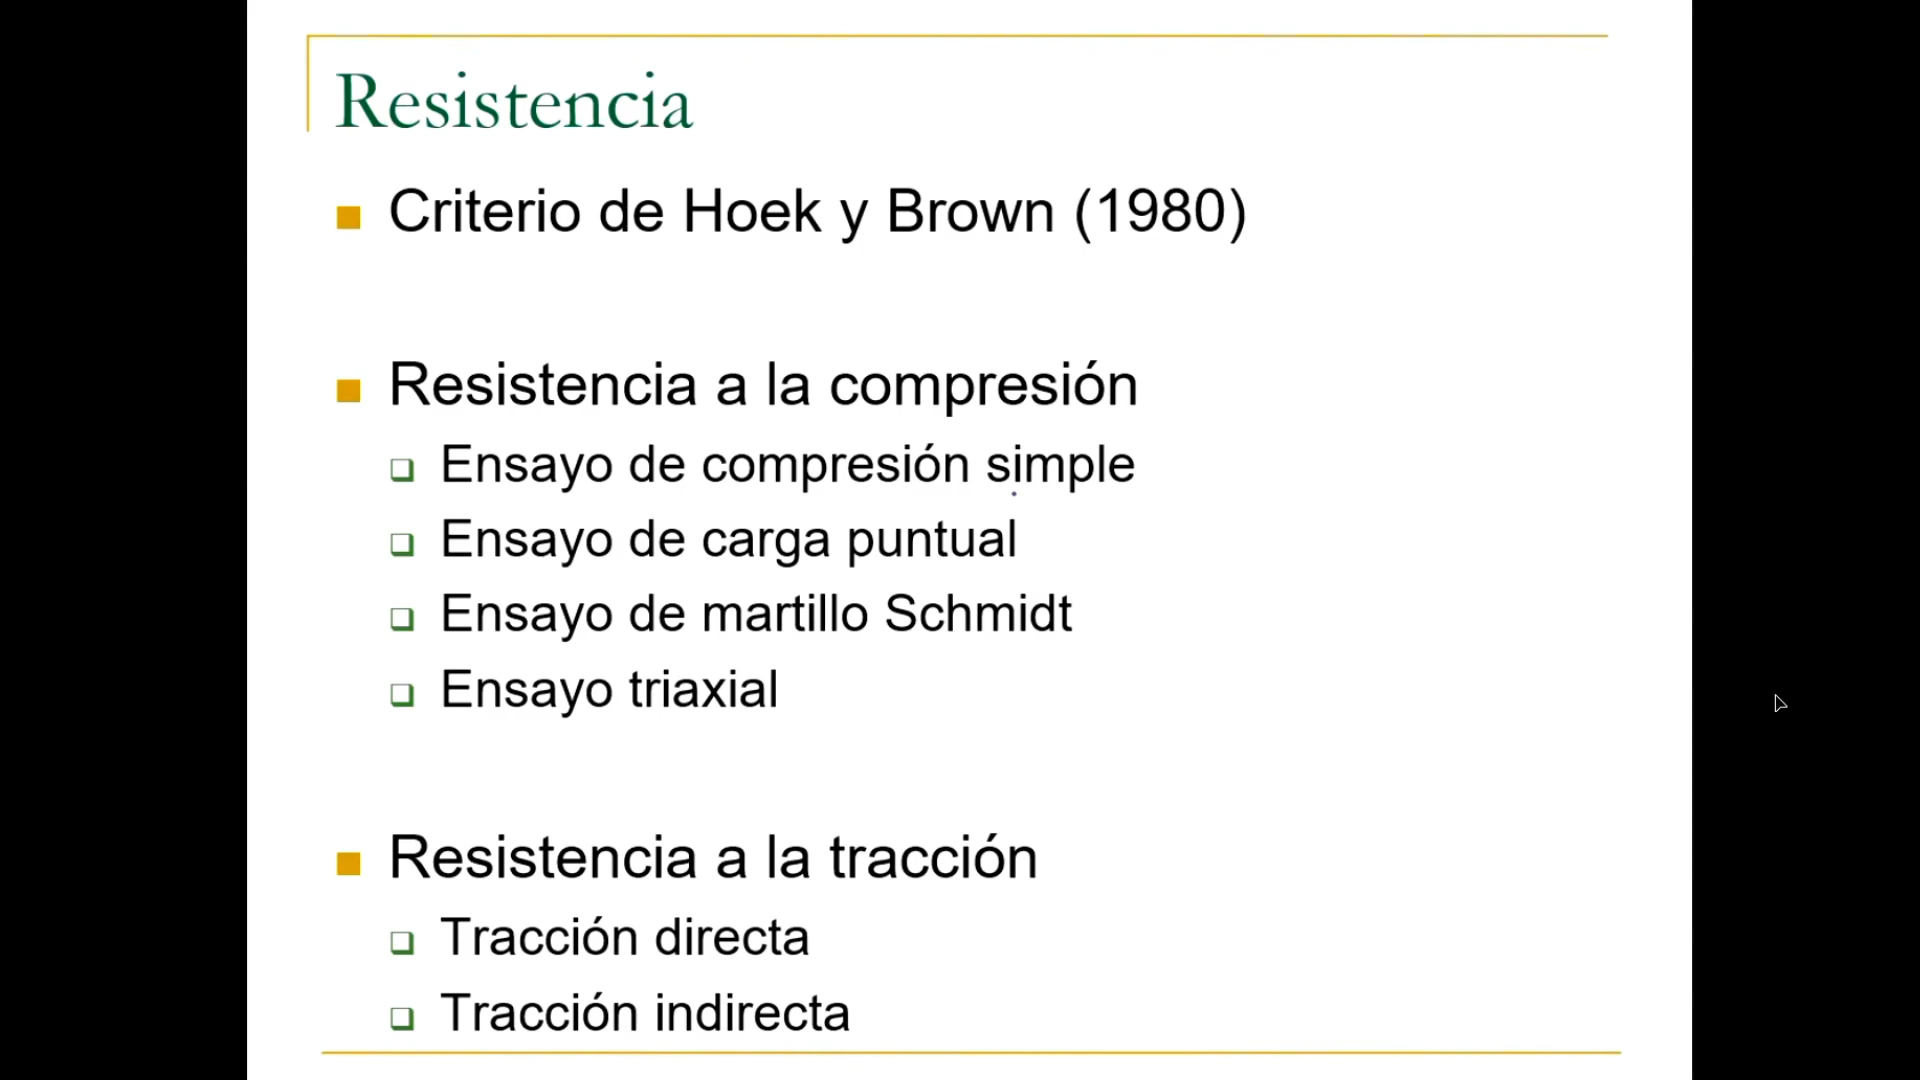 Resistencia
Criterio de Hoek y Brown (1980)
Resistencia a la compresión
Ensayo de compresión simple
Ensayo de carga puntual
Ensayo de martillo Schmidt
Ensayo triaxial
Resistencia a la tracción
Tracción directa
Tracción indirecta